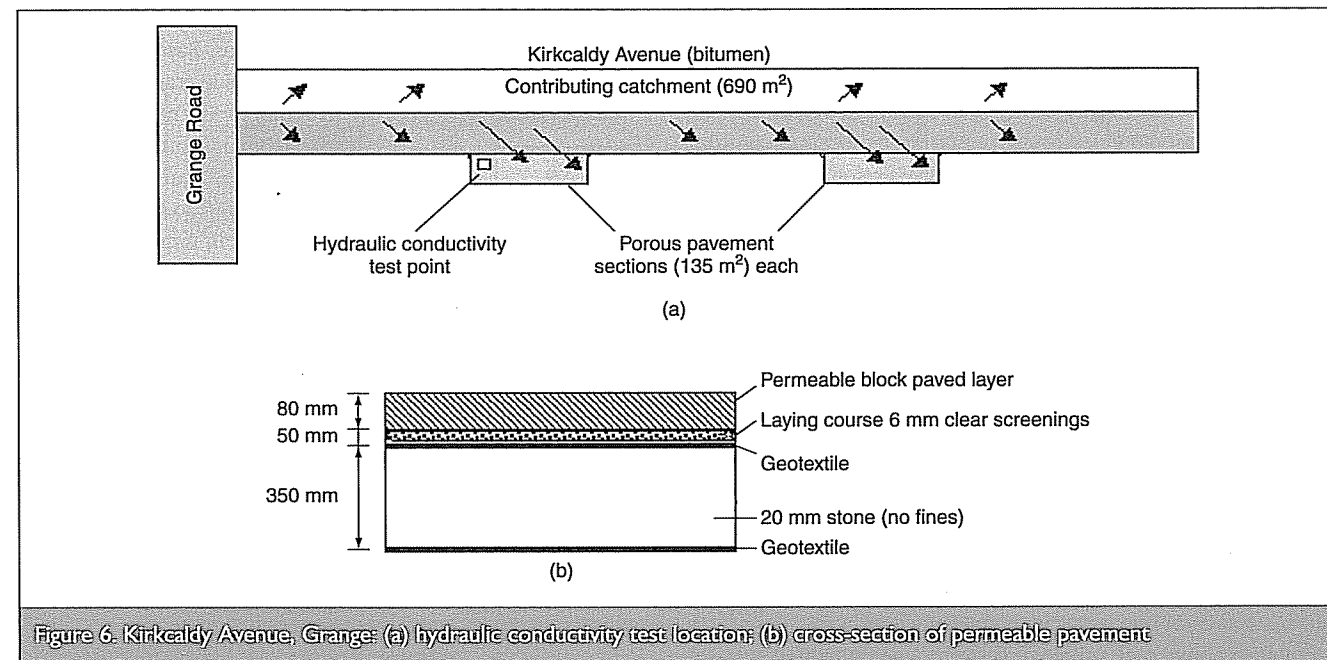 Grange Road
Kirkcaldy Avenue (bitumen)
Contributing catchment (690 m²)
Hydraulic conductivity
test point
Porous pavement
sections (135 m²) each
(a)
80 mm
50 mm
350 mm
Permeable block paved layer
Laying course 6 mm clear screenings
Geotextile
20 mm stone (no fines)
Geotextile
(b)
Figure 6. Kirkcaldy Avenue, Grange: (a) hydraulic conductivity test location; (b) cross-section of permeable pavement